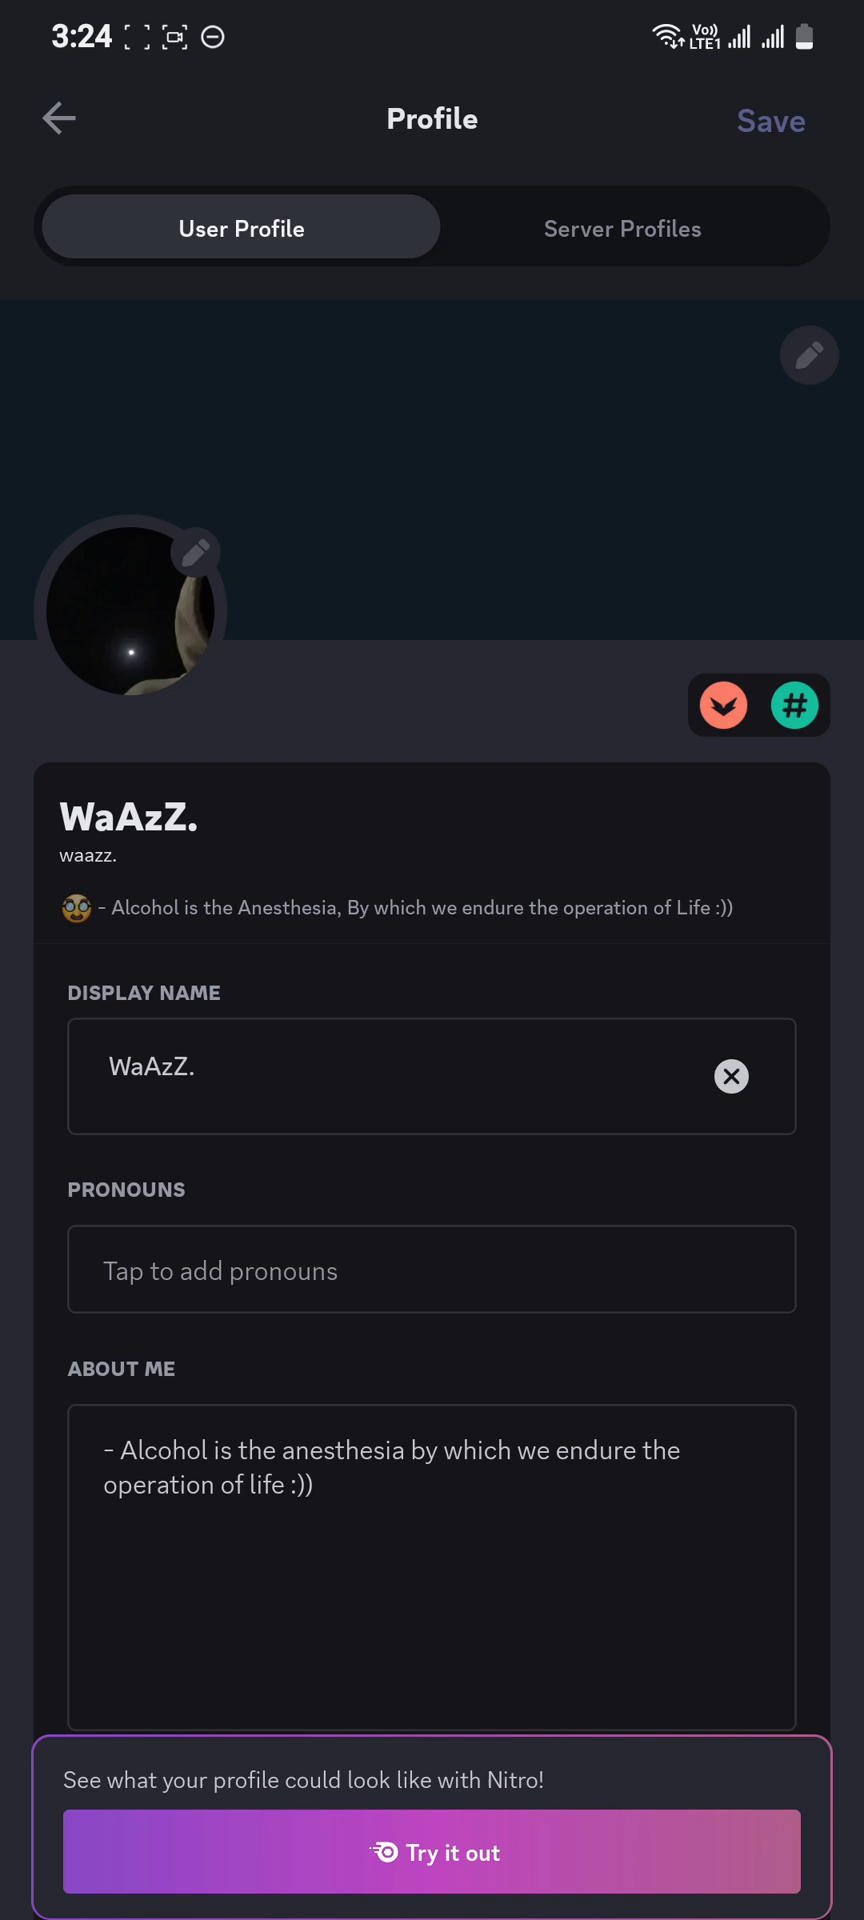 3:24
Vo))
LTE1
Profile
Save
User Profile
Server Profiles
WaAzZ.
waazz.
- Alcohol is the Anesthesia, By which we endure the operation of Life :))
DISPLAY NAME
WaAzZ.
PRONOUNS
Tap to add pronouns
ABOUT ME
- Alcohol is the anesthesia by which we endure the
operation of life :))
See what your profile could look like with Nitro!
Try it out